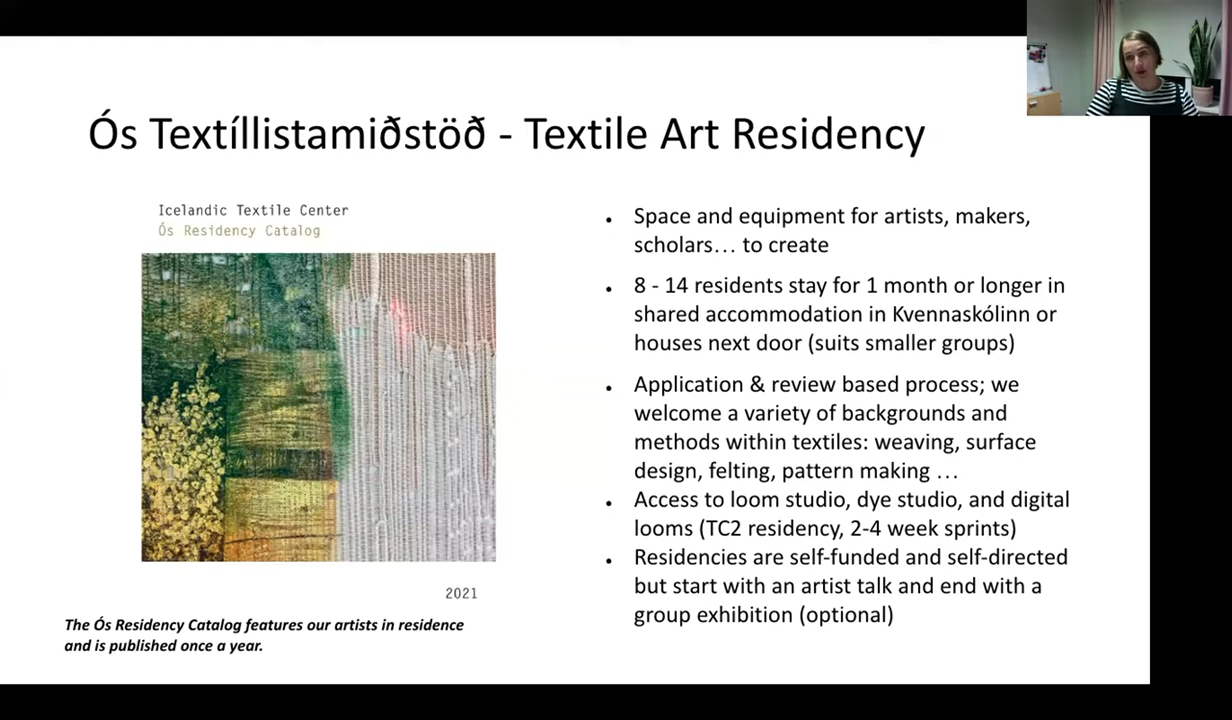 Ós Textíllistamiðstöð - Textile Art Residency
Icelandic Textile Center
Ós Residency Catalog
2021
The Ós Residency Catalog features our artists in residence
and is published once a year.
• Space and equipment for artists, makers,
scholars… to create
• 8 - 14 residents stay for 1 month or longer in
shared accommodation in Kvennaskólinn or
houses next door (suits smaller groups)
• Application & review based process; we
welcome a variety of backgrounds and
methods within textiles: weaving, surface
design, felting, pattern making …
• Access to loom studio, dye studio, and digital
looms (TC2 residency, 2-4 week sprints)
• Residencies are self-funded and self-directed
but start with an artist talk and end with a
group exhibition (optional)